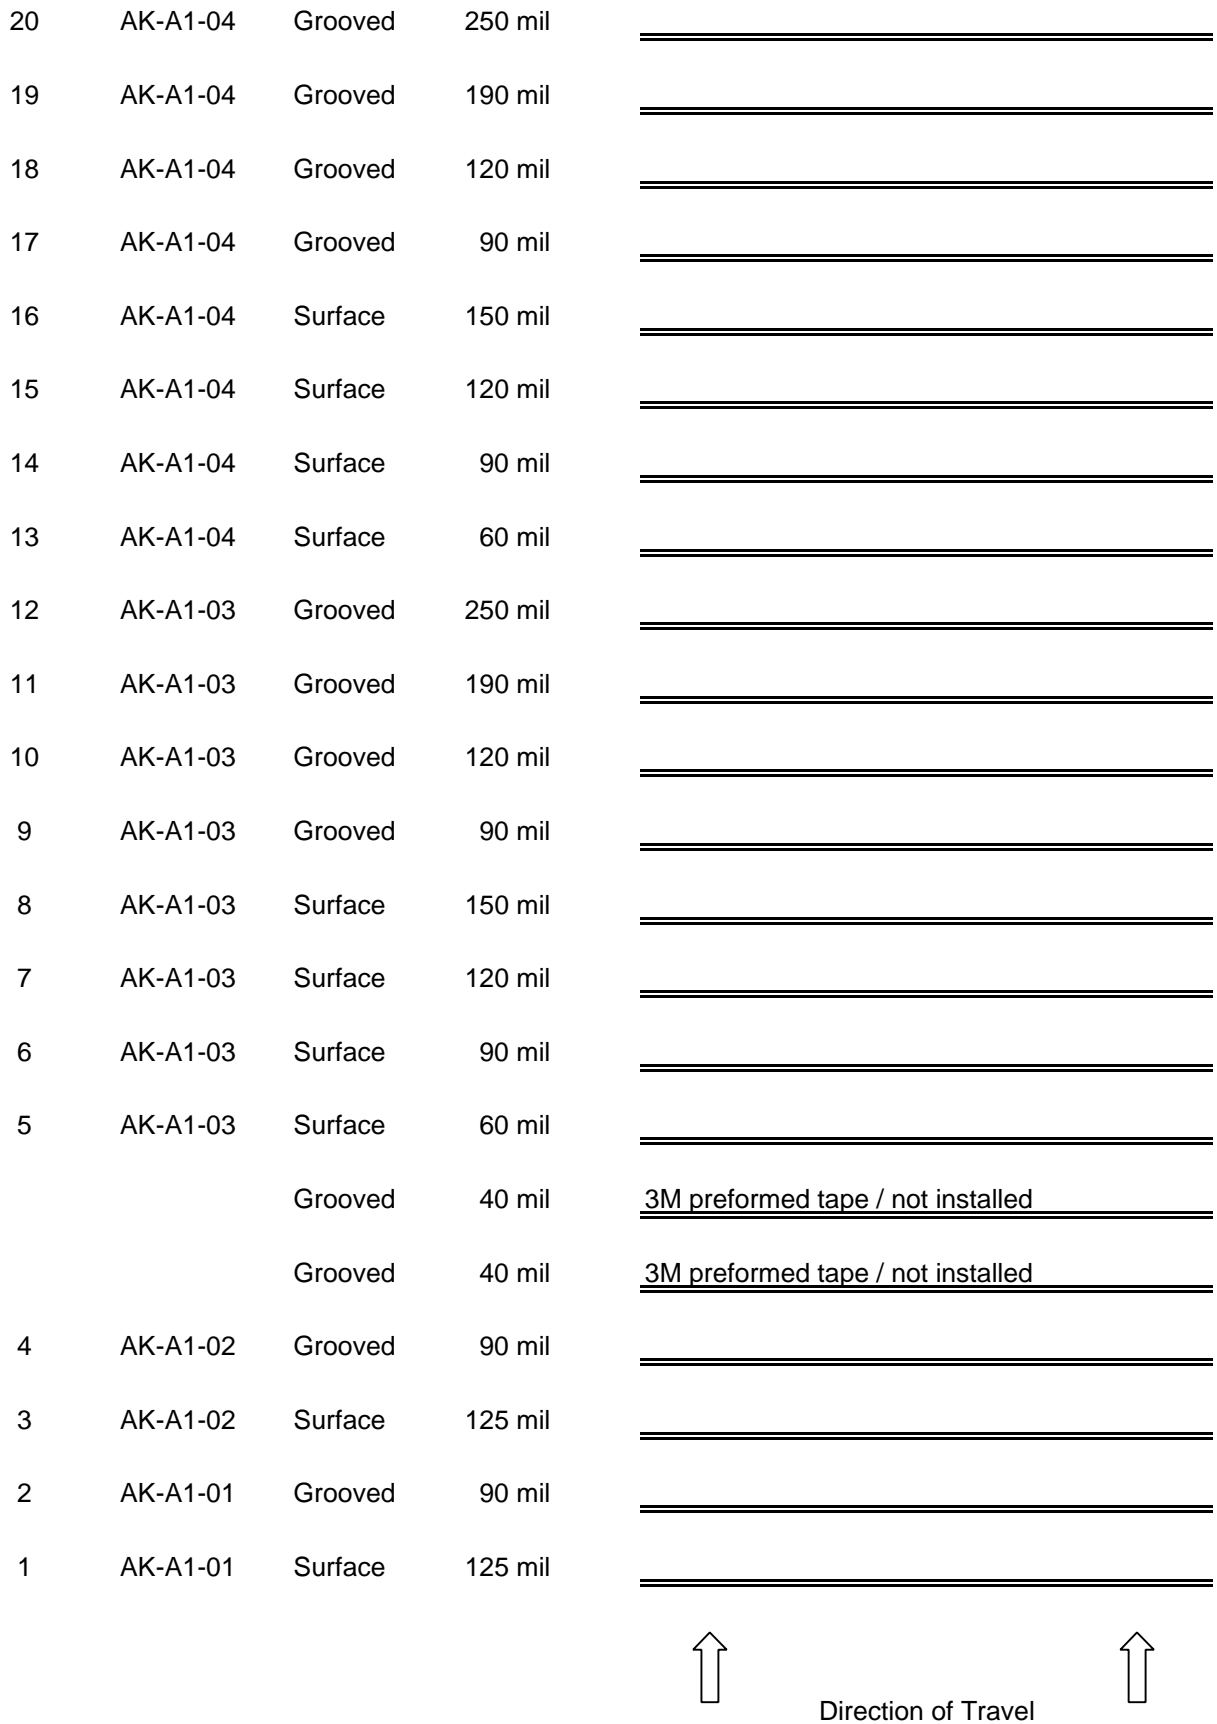 20 AK-A1-04 Grooved 250 mil
19 AK-A1-04 Grooved 190 mil
18 AK-A1-04 Grooved 120 mil
17 AK-A1-04 Grooved 90 mil
16 AK-A1-04 Surface 150 mil
15 AK-A1-04 Surface 120 mil
14 AK-A1-04 Surface 90 mil
13 AK-A1-04 Surface 60 mil
12 AK-A1-03 Grooved 250 mil
11 AK-A1-03 Grooved 190 mil
10 AK-A1-03 Grooved 120 mil
9 AK-A1-03 Grooved 90 mil
8 AK-A1-03 Surface 150 mil
7 AK-A1-03 Surface 120 mil
6 AK-A1-03 Surface 90 mil
5 AK-A1-03 Surface 60 mil
Grooved 40 mil 3M preformed tape / not installed
Grooved 40 mil 3M preformed tape / not installed
4 AK-A1-02 Grooved 90 mil
3 AK-A1-02 Surface 125 mil
2 AK-A1-01 Grooved 90 mil
1 AK-A1-01 Surface 125 mil
Direction of Travel